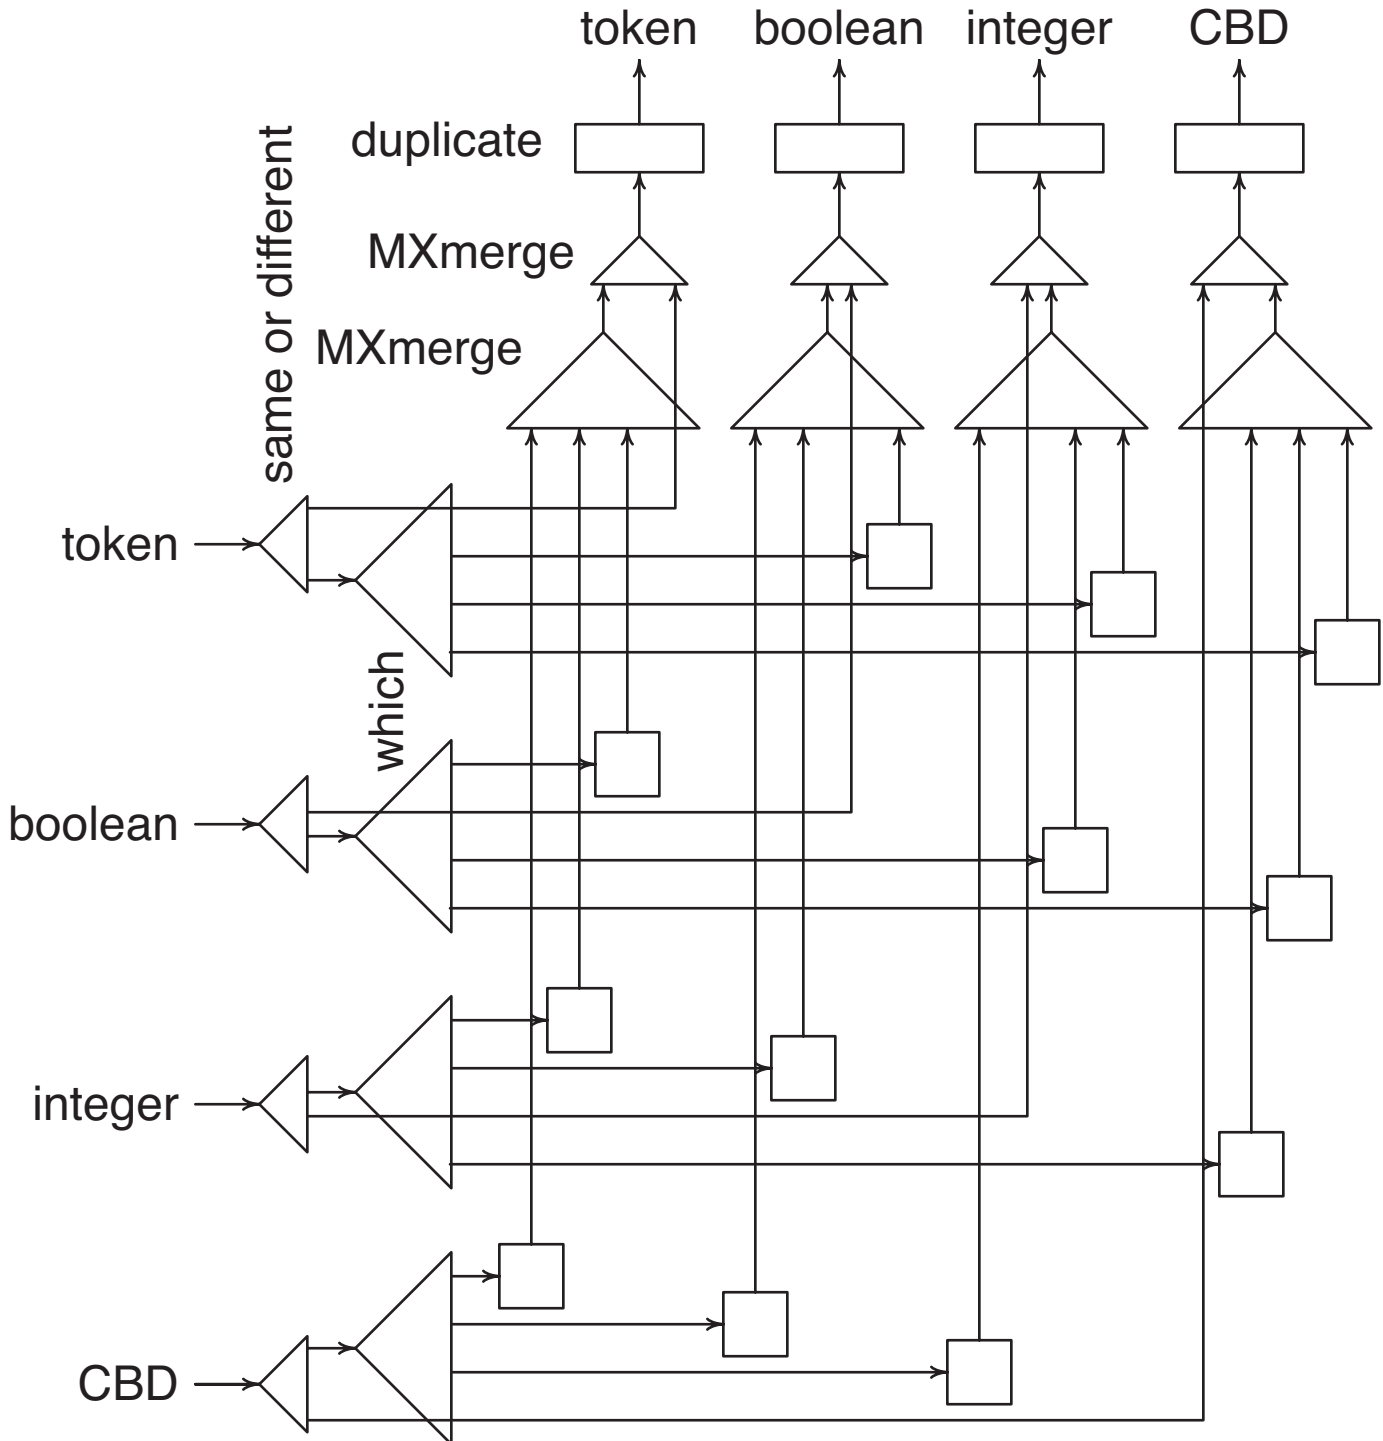 token boolean integer CBD
duplicate
same or different
MXmerge
MXmerge
token
which
boolean
integer
CBD